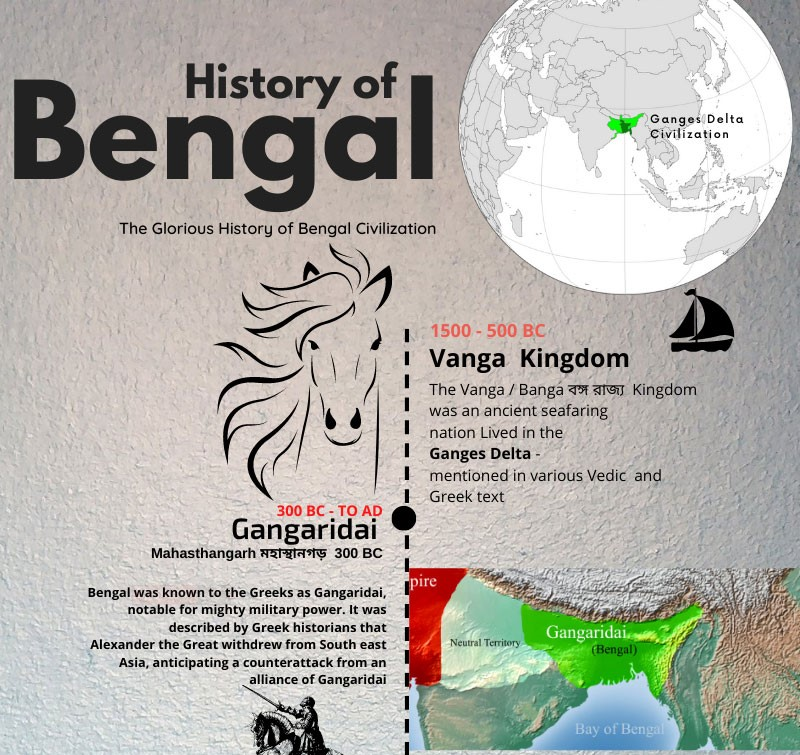 History of
Bengal
The Glorious History of Bengal Civilization
Ganges Delta
Civilization
1500 - 500 BC
Vanga Kingdom
The Vanga / Banga বঙ্গ রাজ্য Kingdom
was an ancient seafaring
nation Lived in the
Ganges Delta -
mentioned in various Vedic and
Greek text
300 BC - TO AD
Gangaridai
Mahasthangarh মহাস্থানগড় 300 BC
Bengal was known to the Greeks as Gangaridai,
notable for mighty military power. It was
described by Greek historians that
Alexander the Great withdrew from South east
Asia, anticipating a counterattack from an
alliance of Gangaridai
pire
Neutral Territory
Gangaridai
(Bengal)
Bay of Bengal